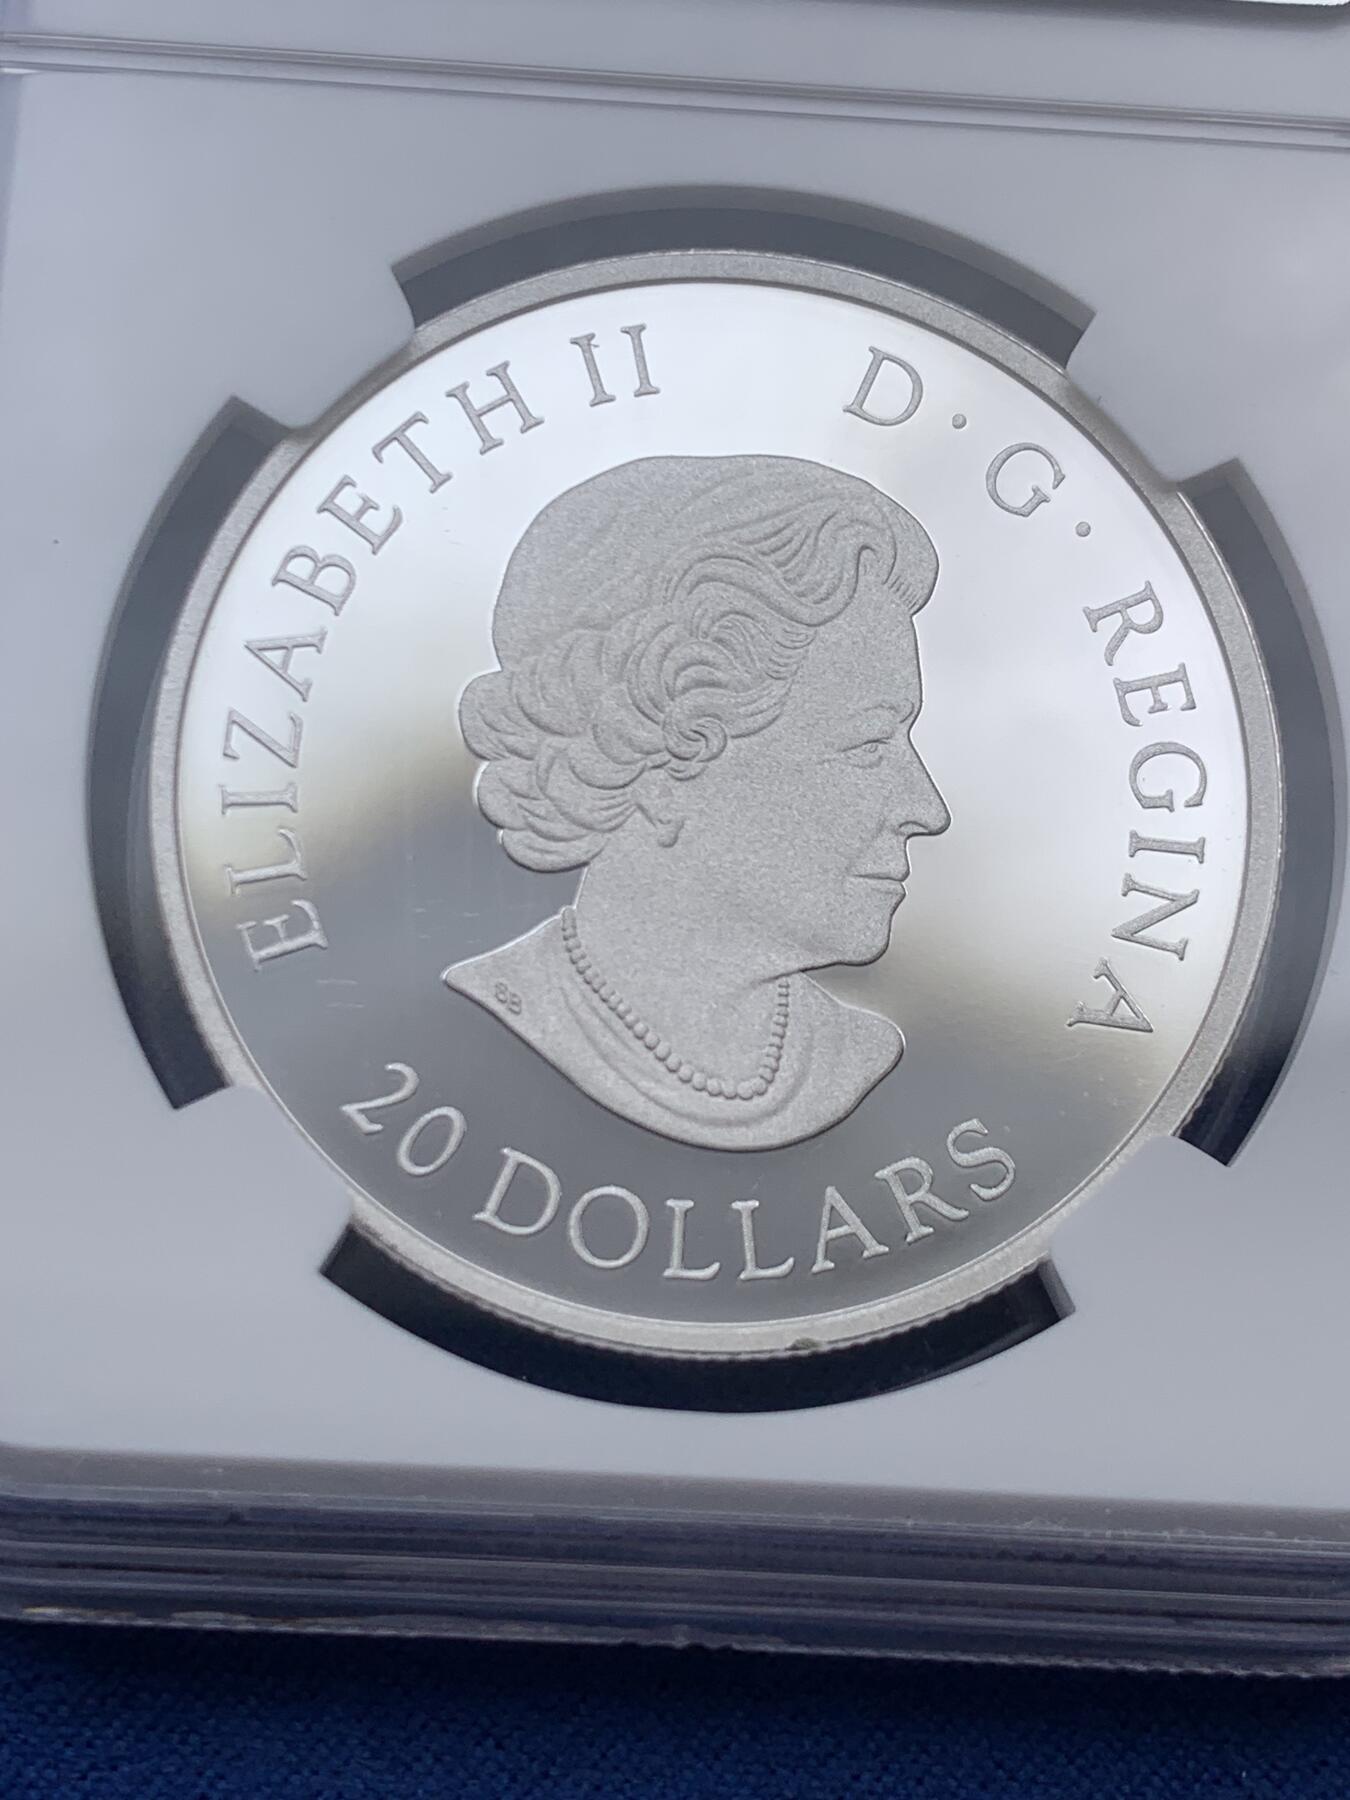 ELIZABETH II D·G·REGINA
SB
20 DOLLARS